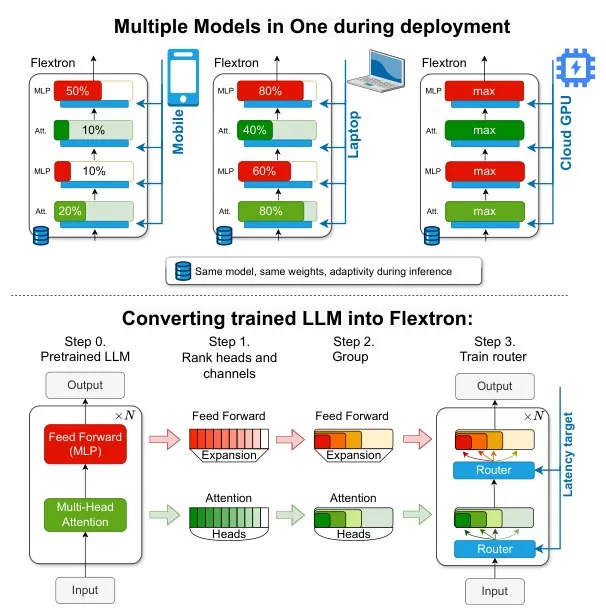 Multiple Models in One during deployment
Flextron
MLP
50%
Att.
10%
MLP
10%
Att.
20%
Mobile
Flextron
MLP
80%
Att.
40%
MLP
60%
Att.
80%
Laptop
Flextron
MLP
max
Att.
max
MLP
max
Att.
max
Cloud GPU
Same model, same weights, adaptivity during inference
Converting trained LLM into Flextron:
Step 0.
Pretrained LLM
Step 1.
Rank heads and
channels
Step 2.
Group
Step 3.
Train router
Output
×N
Feed Forward
(MLP)
Multi-Head
Attention
Input
Feed Forward
Expansion
Attention
Heads
Feed Forward
Expansion
Attention
Heads
Output
×N
Router
Router
Input
Latency target